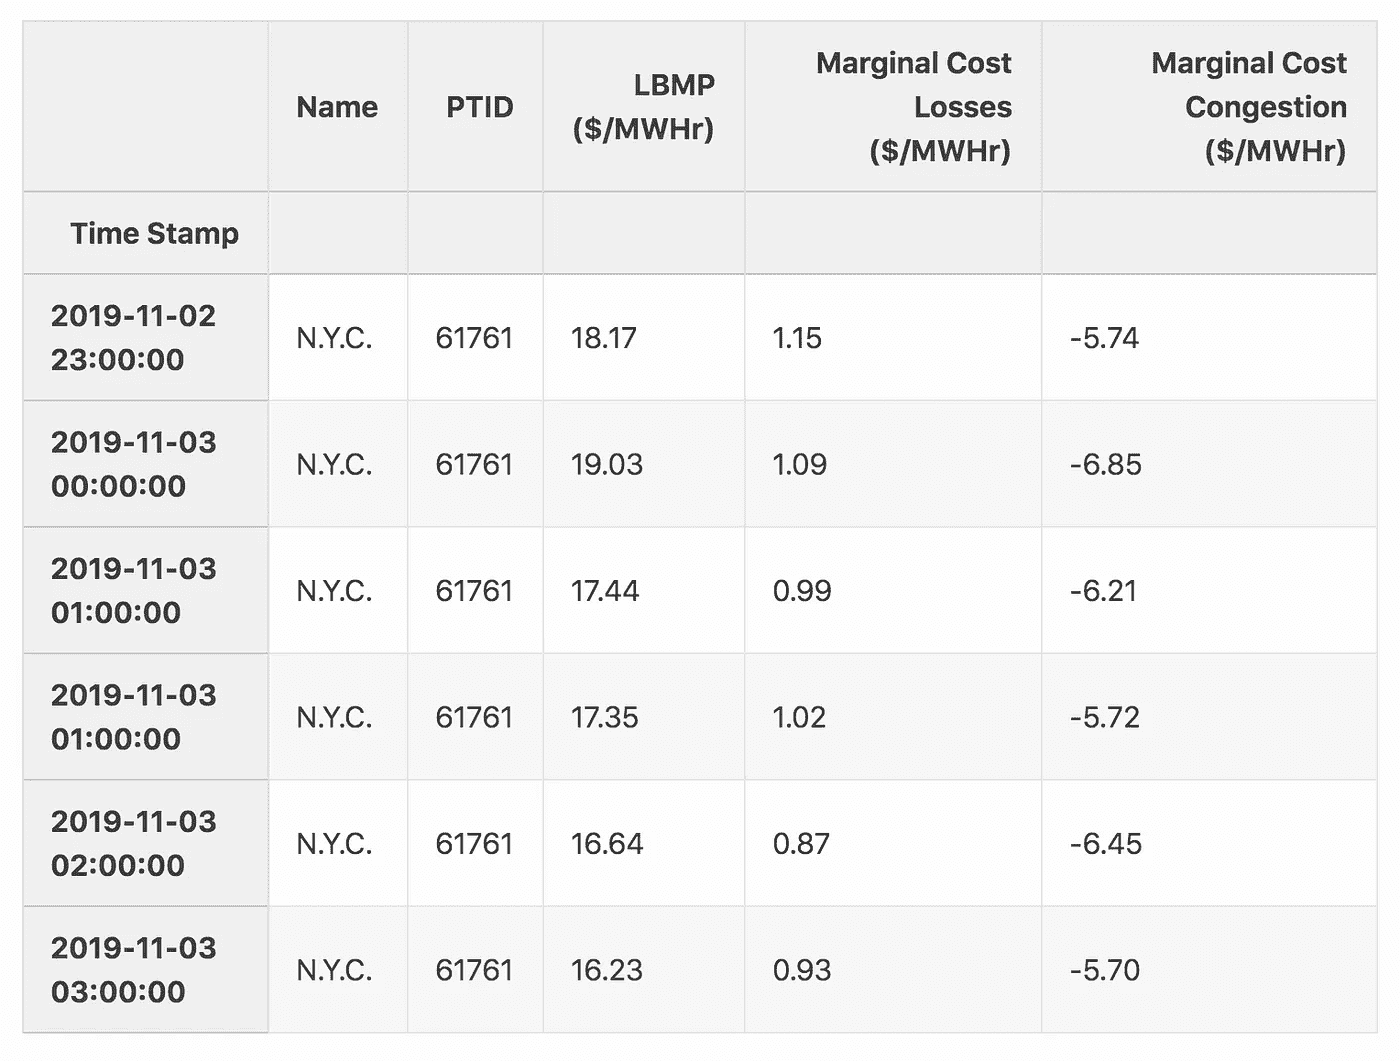 Name PTID LBMP ($/MWHr) Marginal Cost Losses ($/MWHr) Marginal Cost Congestion ($/MWHr)
Time Stamp
2019-11-02 23:00:00 N.Y.C. 61761 18.17 1.15 -5.74
2019-11-03 00:00:00 N.Y.C. 61761 19.03 1.09 -6.85
2019-11-03 01:00:00 N.Y.C. 61761 17.44 0.99 -6.21
2019-11-03 01:00:00 N.Y.C. 61761 17.35 1.02 -5.72
2019-11-03 02:00:00 N.Y.C. 61761 16.64 0.87 -6.45
2019-11-03 03:00:00 N.Y.C. 61761 16.23 0.93 -5.70